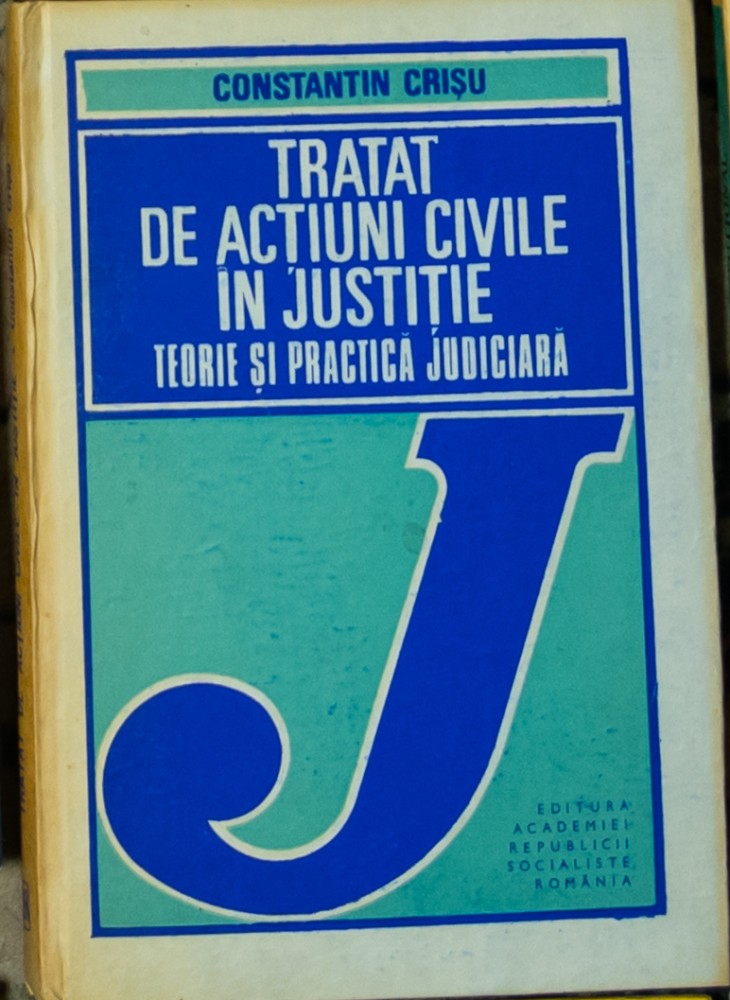 CONSTANTIN CRIȘU
TRATAT
DE ACȚIUNI CIVILE
ÎN JUSTIȚIE
TEORIE ȘI PRACTICĂ JUDICIARĂ
J
EDITURA
ACADEMIEI
REPUBLICII
SOCIALISTE
ROMÂNIA